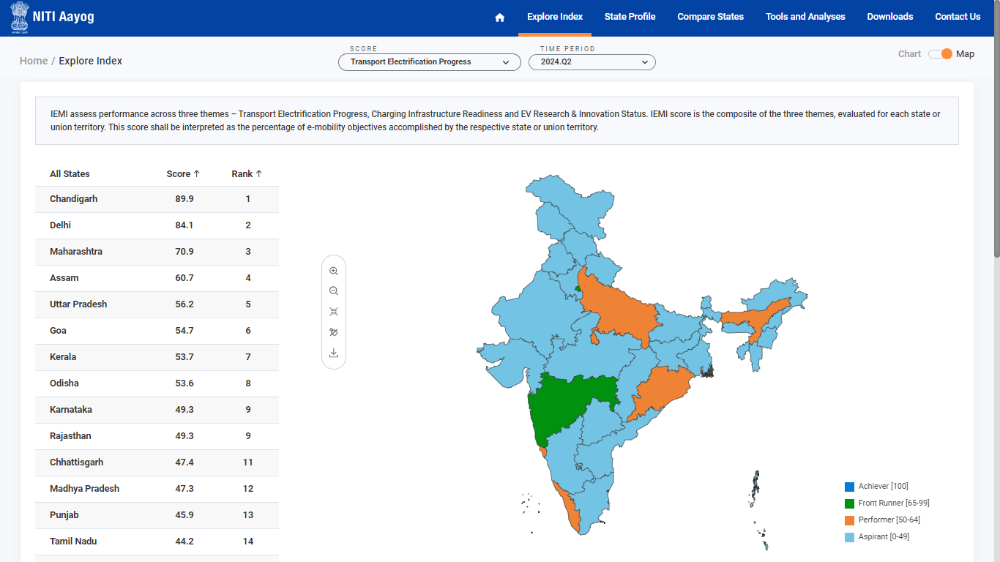 NITI Aayog
Explore Index
State Profile
Compare States
Tools and Analyses
Downloads
Contact Us
Home / Explore Index
SCORE
Transport Electrification Progress
TIME PERIOD
2024.Q2
Chart
Map
IEMI assess performance across three themes – Transport Electrification Progress, Charging Infrastructure Readiness and EV Research & Innovation Status. IEMI score is the composite of the three themes, evaluated for each state or
union territory. This score shall be interpreted as the percentage of e-mobility objectives accomplished by the respective state or union territory.
All States Score ↑ Rank ↑
Chandigarh 89.9 1
Delhi 84.1 2
Maharashtra 70.9 3
Assam 60.7 4
Uttar Pradesh 56.2 5
Goa 54.7 6
Kerala 53.7 7
Odisha 53.6 8
Karnataka 49.3 9
Rajasthan 49.3 9
Chhattisgarh 47.4 11
Madhya Pradesh 47.3 12
Punjab 45.9 13
Tamil Nadu 44.2 14
Achiever [100]
Front Runner [65-99]
Performer [50-64]
Aspirant [0-49]